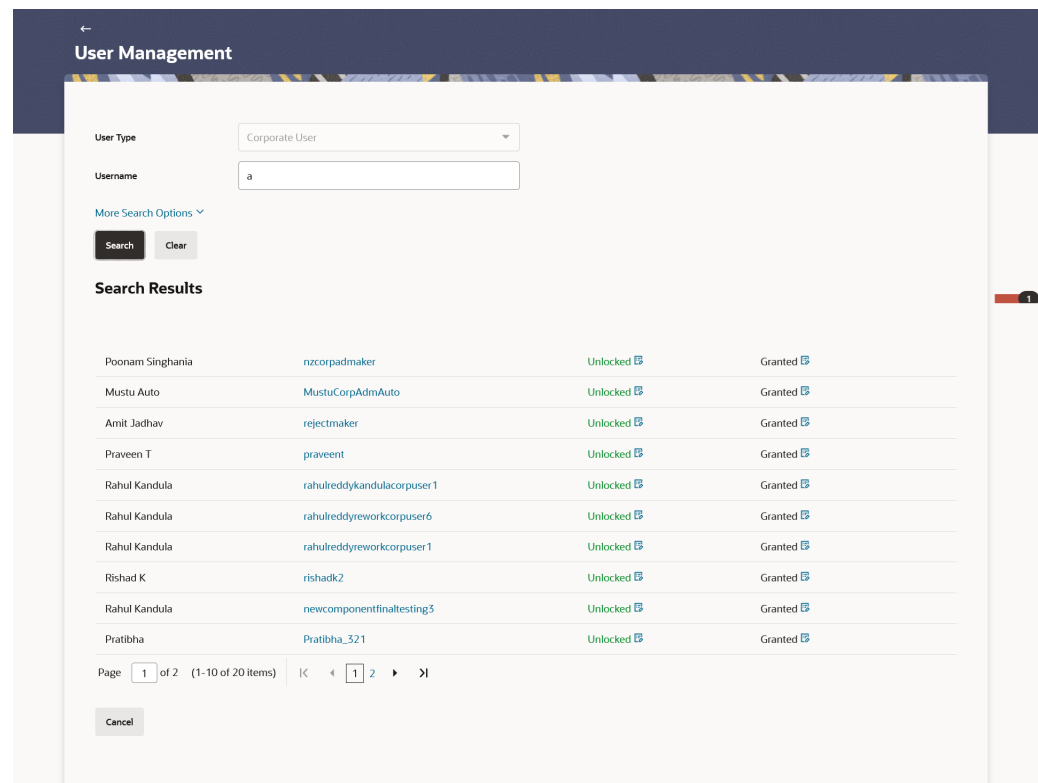 User Management
User Type Corporate User
Username a
More Search Options
Search Clear
Search Results
1
Poonam Singhania nzcorpadmaker Unlocked Granted
Mustu Auto MustuCorpAdmAuto Unlocked Granted
Amit Jadhav rejectmaker Unlocked Granted
Praveen T praveent Unlocked Granted
Rahul Kandula rahulreddykandulacorpuser1 Unlocked Granted
Rahul Kandula rahulreddyreworkcorpuser6 Unlocked Granted
Rahul Kandula rahulreddyreworkcorpuser1 Unlocked Granted
Rishad K rishadk2 Unlocked Granted
Rahul Kandula newcomponentfinaltesting3 Unlocked Granted
Pratibha Pratibha_321 Unlocked Granted
Page 1 of 2 (1-10 of 20 items) 1 2
Cancel